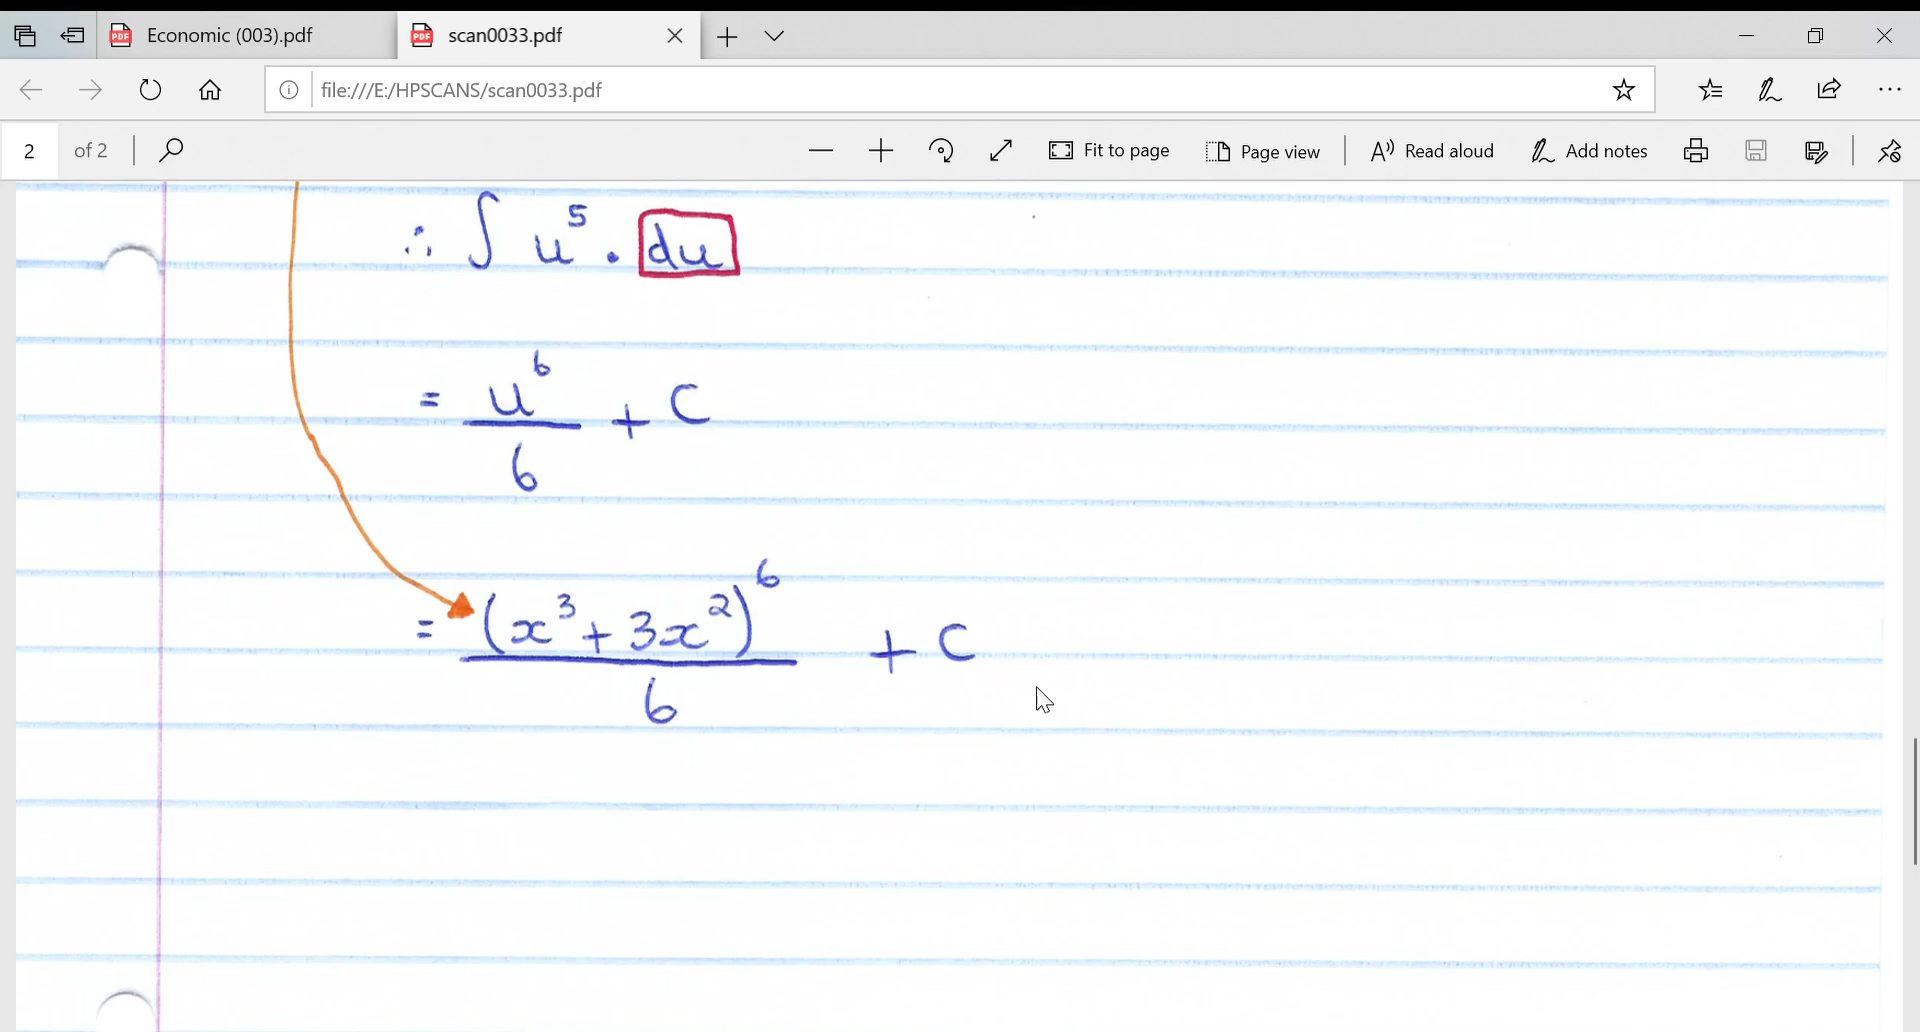 Economic (003).pdf
scan0033.pdf
file:///E:/HPSCANS/scan0033.pdf
2 of 2
Fit to page
Page view
Read aloud
Add notes
∴ ∫ u⁵ . du
= u⁶/6 + C
= (x³ + 3x²)⁶/6 + C